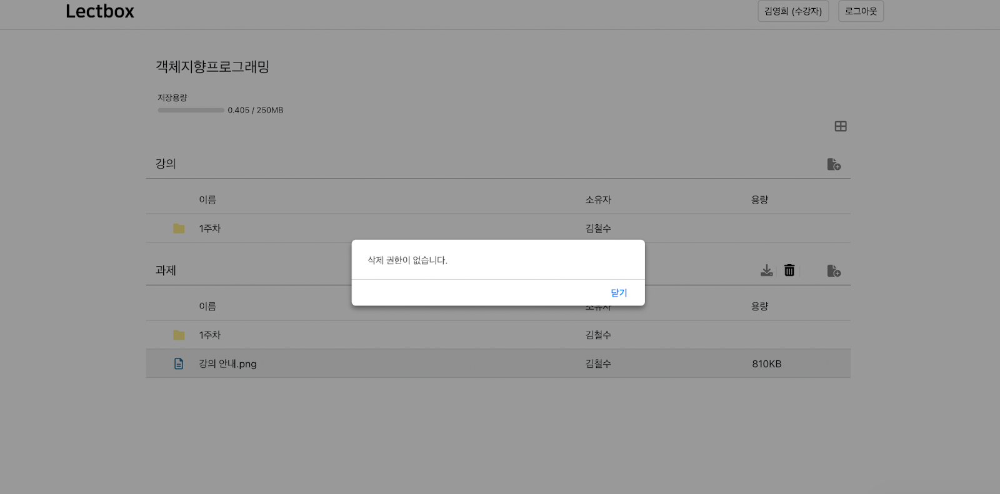 Lectbox
김영희 (수강자)
로그아웃
객체지향프로그래밍
저장용량
0.405 / 250MB
강의
이름 소유자 용량
1주차 김철수
삭제 권한이 없습니다.
닫기
과제
이름 소유자 용량
1주차 김철수
강의 안내.png 김철수 810KB